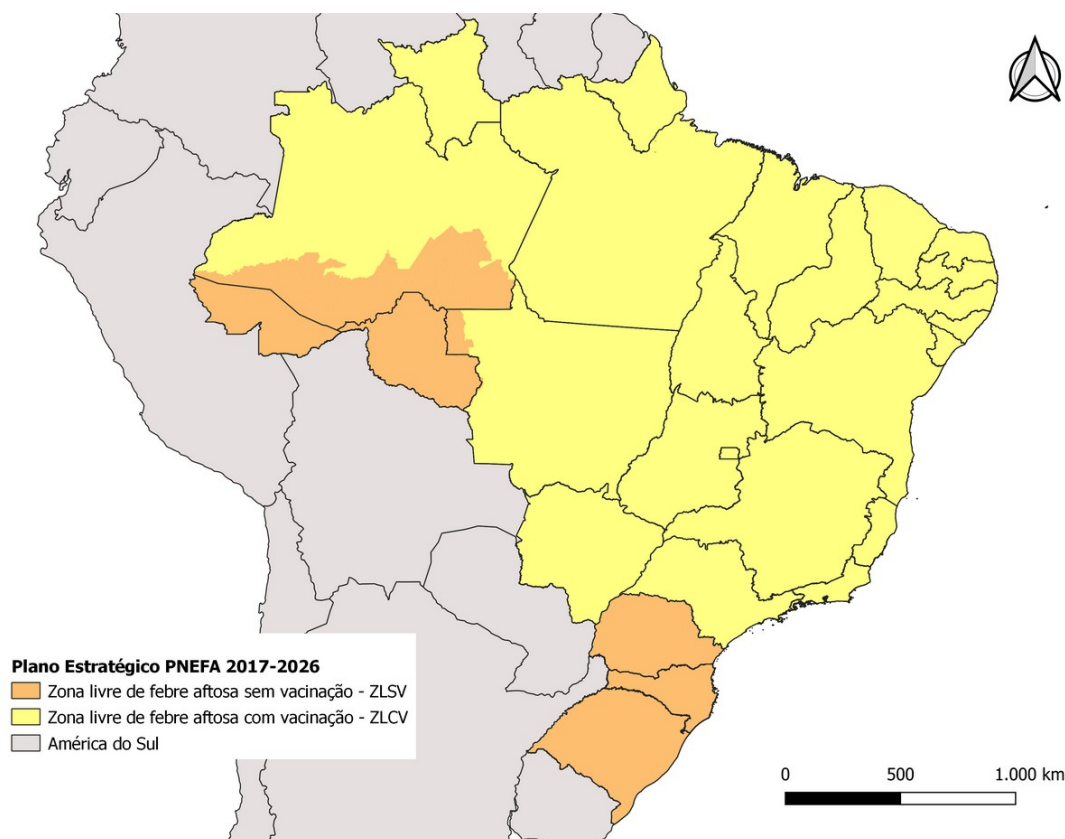 Plano Estratégico PNEFA 2017-2026
Zona livre de febre aftosa sem vacinação - ZLSV
Zona livre de febre aftosa com vacinação - ZLCV
América do Sul
0 500 1.000 km